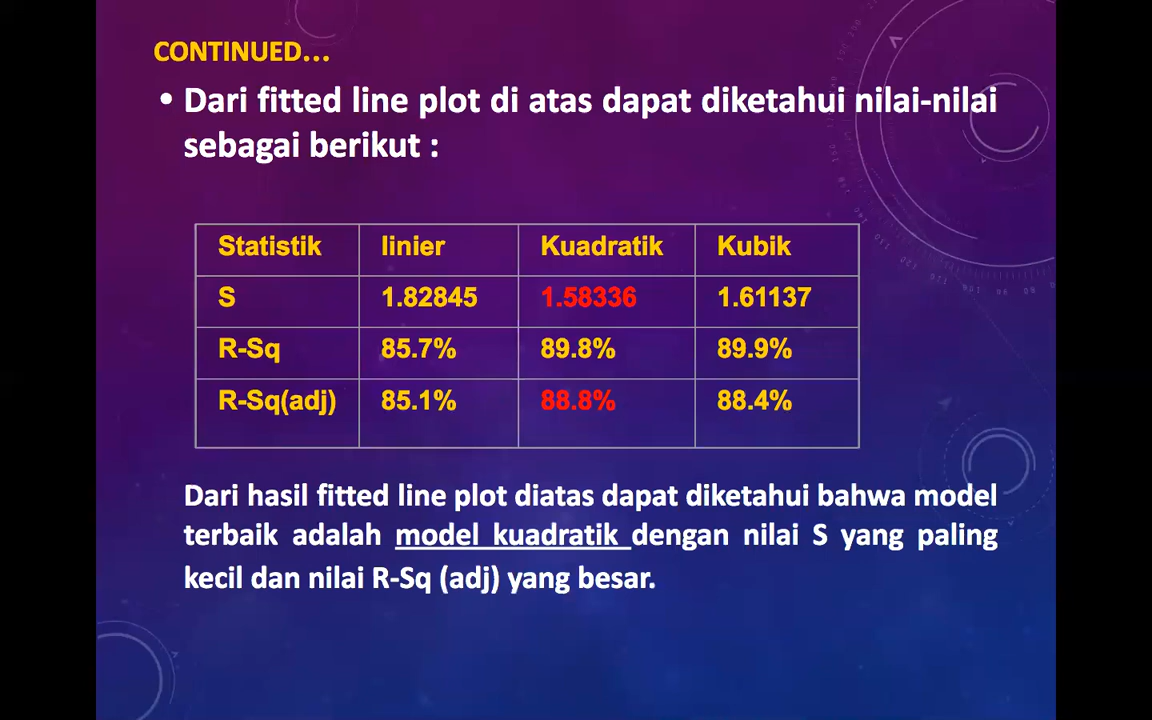 CONTINUED...
• Dari fitted line plot di atas dapat diketahui nilai-nilai
sebagai berikut :
Statistik linier Kuadratik Kubik
S 1.82845 1.58336 1.61137
R-Sq 85.7% 89.8% 89.9%
R-Sq(adj) 85.1% 88.8% 88.4%
Dari hasil fitted line plot diatas dapat diketahui bahwa model
terbaik adalah model kuadratik dengan nilai S yang paling
kecil dan nilai R-Sq (adj) yang besar.